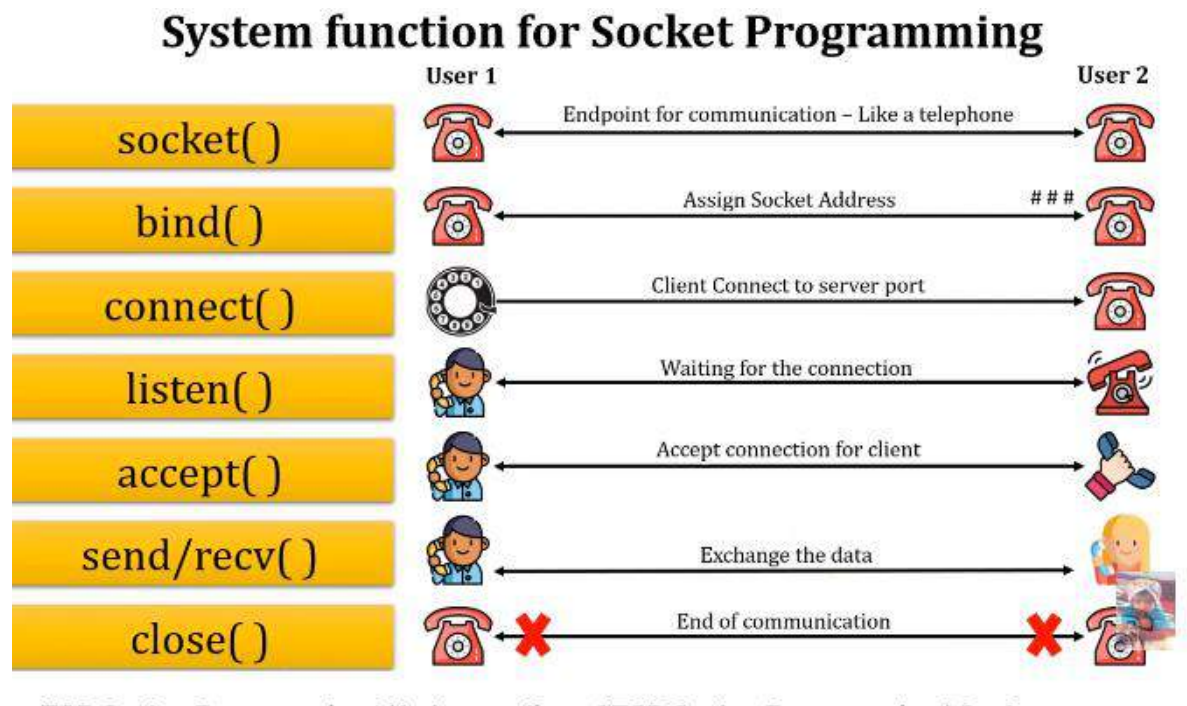 System function for Socket Programming
User 1
User 2
socket( )
Endpoint for communication – Like a telephone
bind( )
Assign Socket Address
# # #
connect( )
Client Connect to server port
listen( )
Waiting for the connection
accept( )
Accept connection for client
send/recv( )
Exchange the data
close( )
End of communication